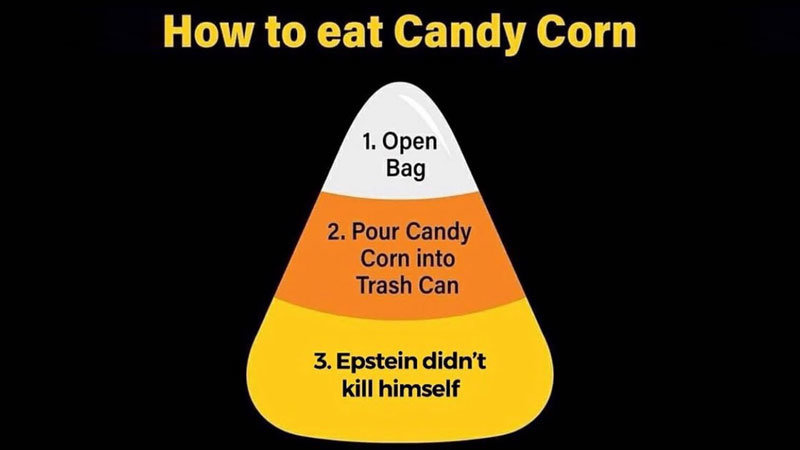 How to eat Candy Corn
1. Open
Bag
2. Pour Candy
Corn into
Trash Can
3. Epstein didn't
kill himself